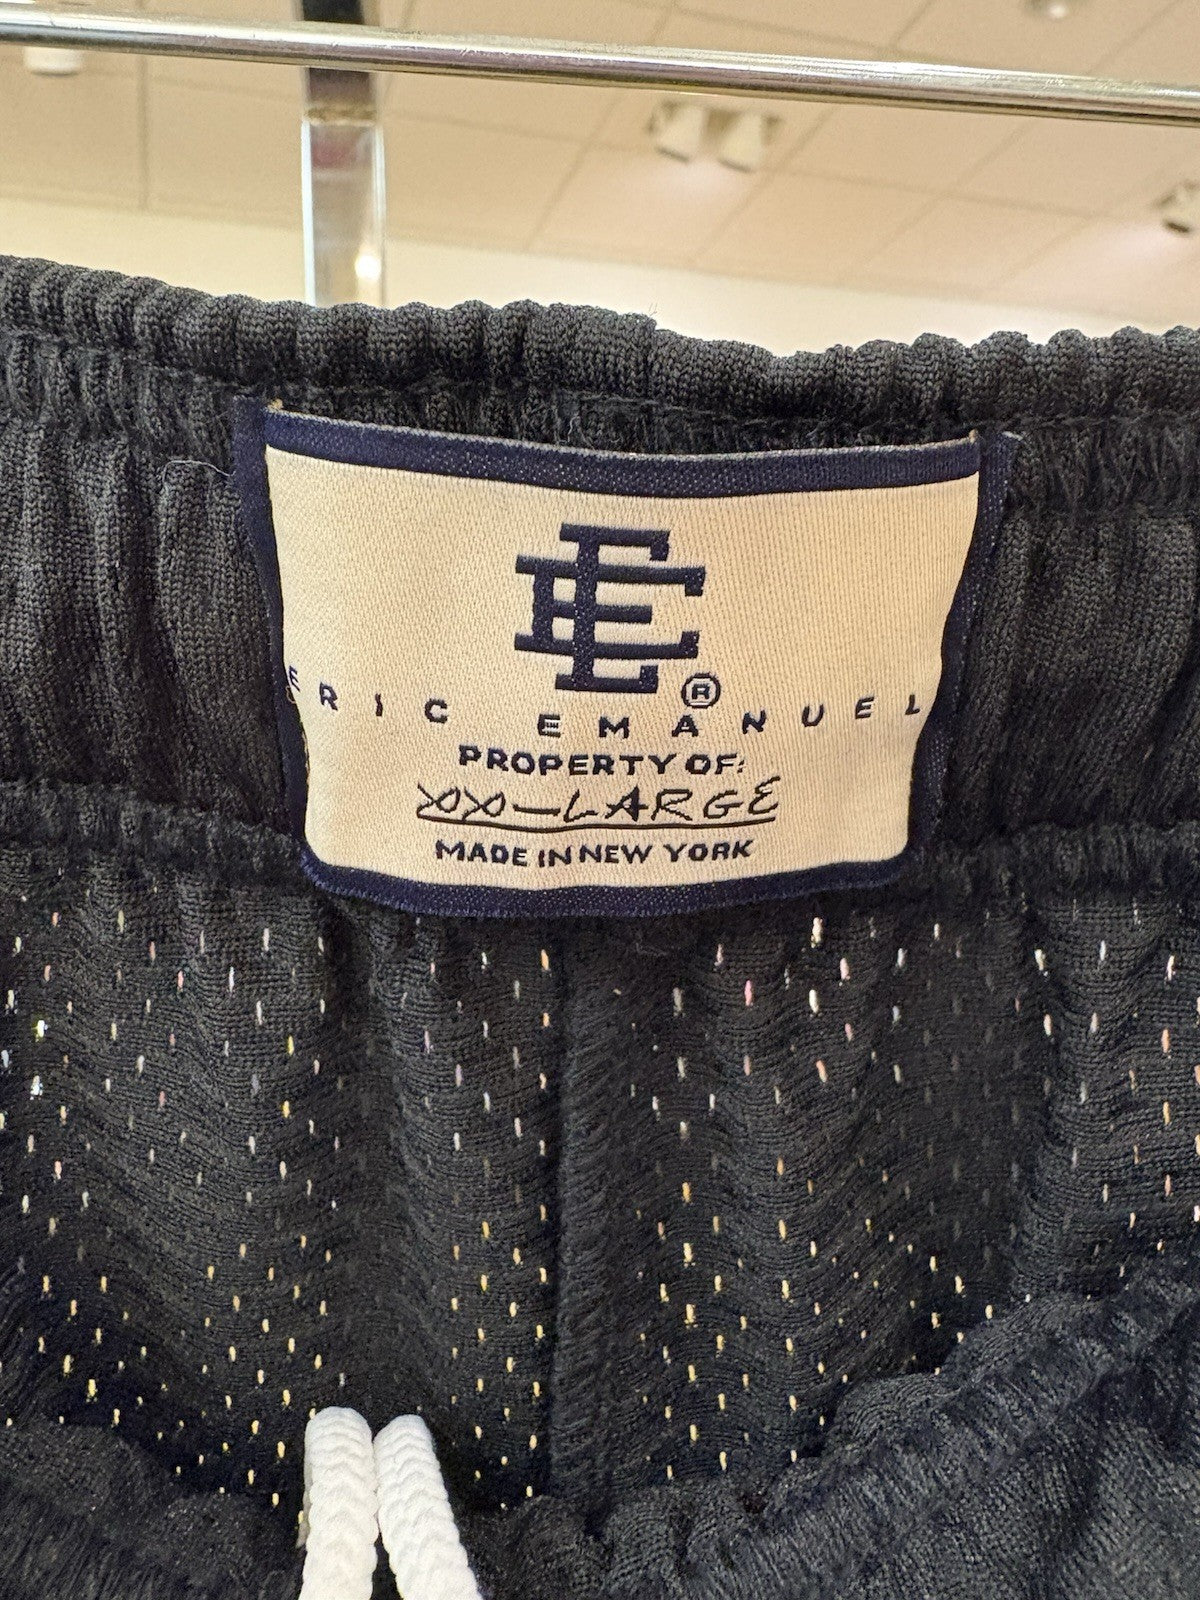 EE®
ERIC EMANUEL
PROPERTY OF:
XX-LARGE
MADE IN NEW YORK